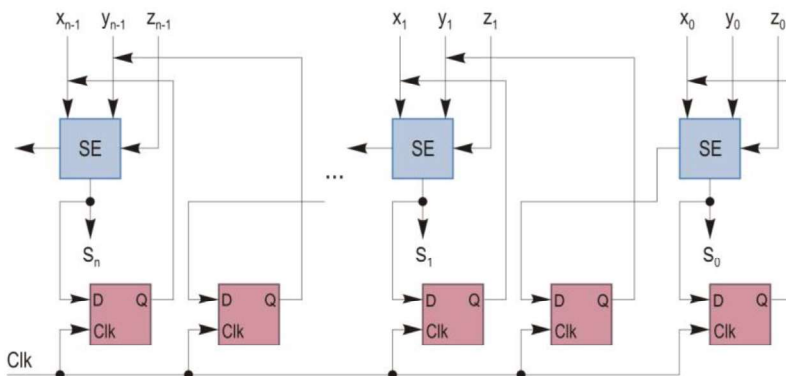 xn-1 yn-1 zn-1 x1 y1 z1 x0 y0 z0
SE SE SE
...
Sn S1 S0
D Q D Q D Q D Q D Q
Clk Clk Clk Clk Clk
Clk